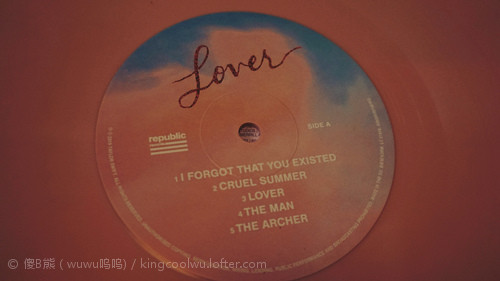 Lover
republic
SIDE A
1 I FORGOT THAT YOU EXISTED
2 CRUEL SUMMER
3 LOVER
4 THE MAN
5 THE ARCHER
© 傻B熊 ( wuwu呜呜) / kingcoolwu.lofter.com